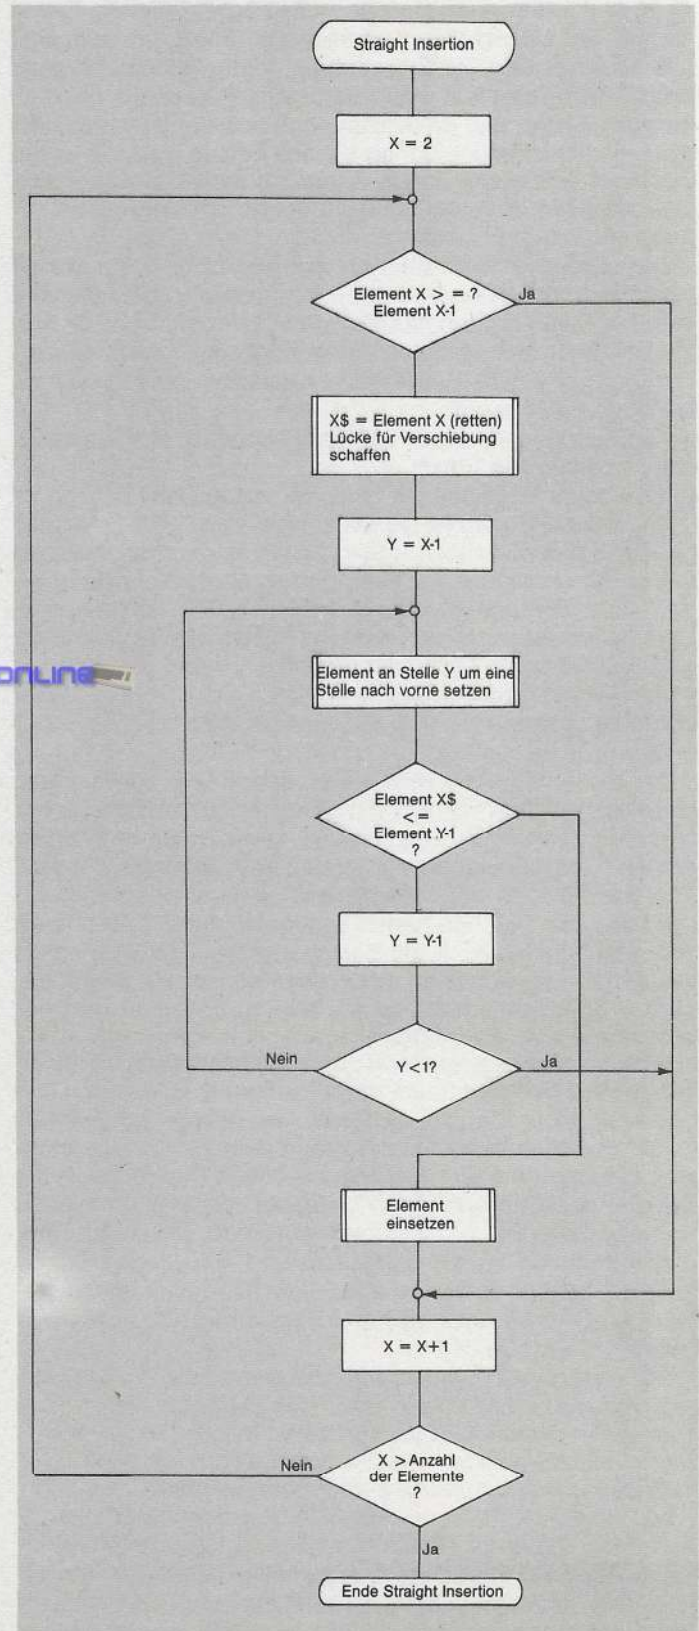 Straight Insertion
X = 2
Element X > = ?
Element X-1
Ja
X$ = Element X (retten)
Lücke für Verschiebung
schaffen
Y = X-1
online
Element an Stelle Y um eine
Stelle nach vorne setzen
Element X$
< =
Element Y-1
?
Y = Y-1
Nein
Y < 1?
Ja
Element
einsetzen
X = X+1
Nein
X > Anzahl
der Elemente
?
Ja
Ende Straight Insertion